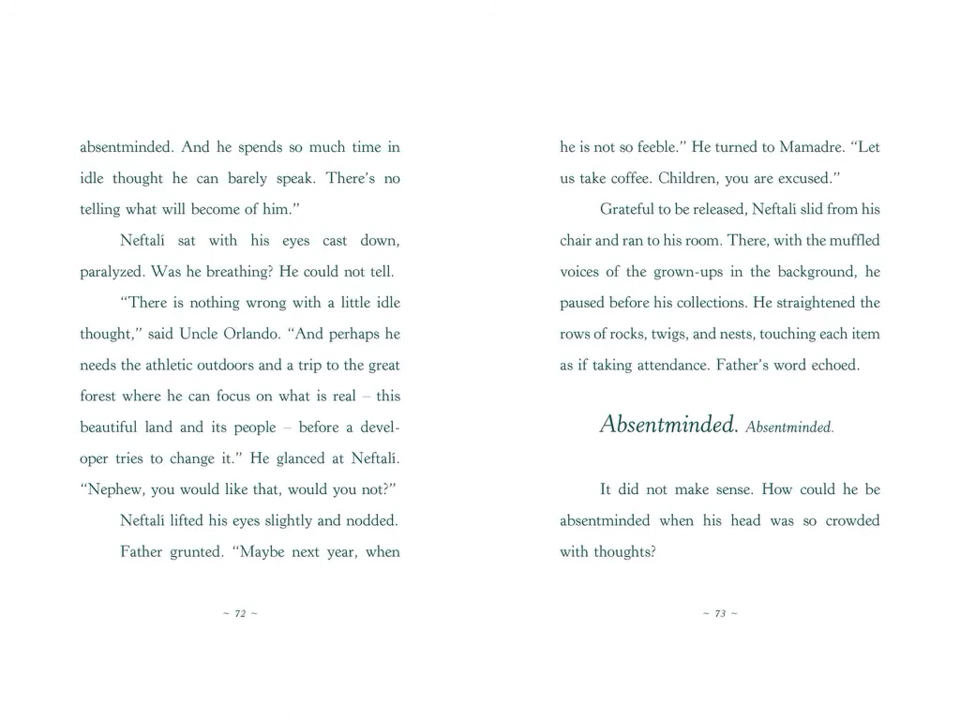 absentminded. And he spends so much time in
idle thought he can barely speak. There's no
telling what will become of him.”
Neftalí sat with his eyes cast down,
paralyzed. Was he breathing? He could not tell.
“There is nothing wrong with a little idle
thought,” said Uncle Orlando. “And perhaps he
needs the athletic outdoors and a trip to the great
forest where he can focus on what is real – this
beautiful land and its people – before a devel-
oper tries to change it.” He glanced at Neftalí.
“Nephew, you would like that, would you not?”
Neftalí lifted his eyes slightly and nodded.
Father grunted. “Maybe next year, when
~ 72 ~
he is not so feeble.” He turned to Mamadre. “Let
us take coffee. Children, you are excused.”
Grateful to be released, Neftalí slid from his
chair and ran to his room. There, with the muffled
voices of the grown-ups in the background, he
paused before his collections. He straightened the
rows of rocks, twigs, and nests, touching each item
as if taking attendance. Father's word echoed.
Absentminded. Absentminded.
It did not make sense. How could he be
absentminded when his head was so crowded
with thoughts?
~ 73 ~